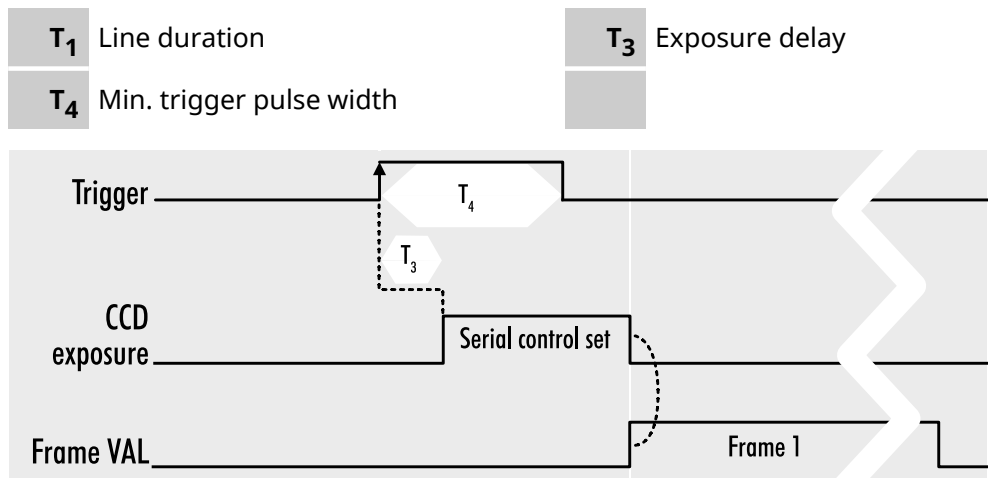 T1 Line duration
T3 Exposure delay
T4 Min. trigger pulse width
Trigger
T4
T3
CCD
exposure
Serial control set
Frame VAL
Frame 1